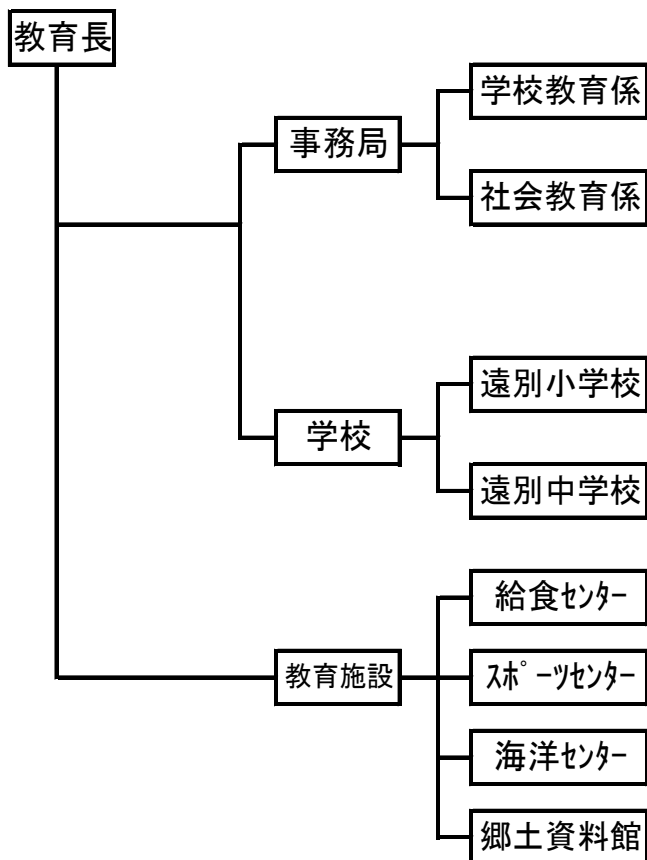 教育長
事務局
学校教育係
社会教育係
学校
遠別小学校
遠別中学校
教育施設
給食ｾﾝﾀｰ
ｽﾎﾟｰﾂｾﾝﾀｰ
海洋ｾﾝﾀｰ
郷土資料館